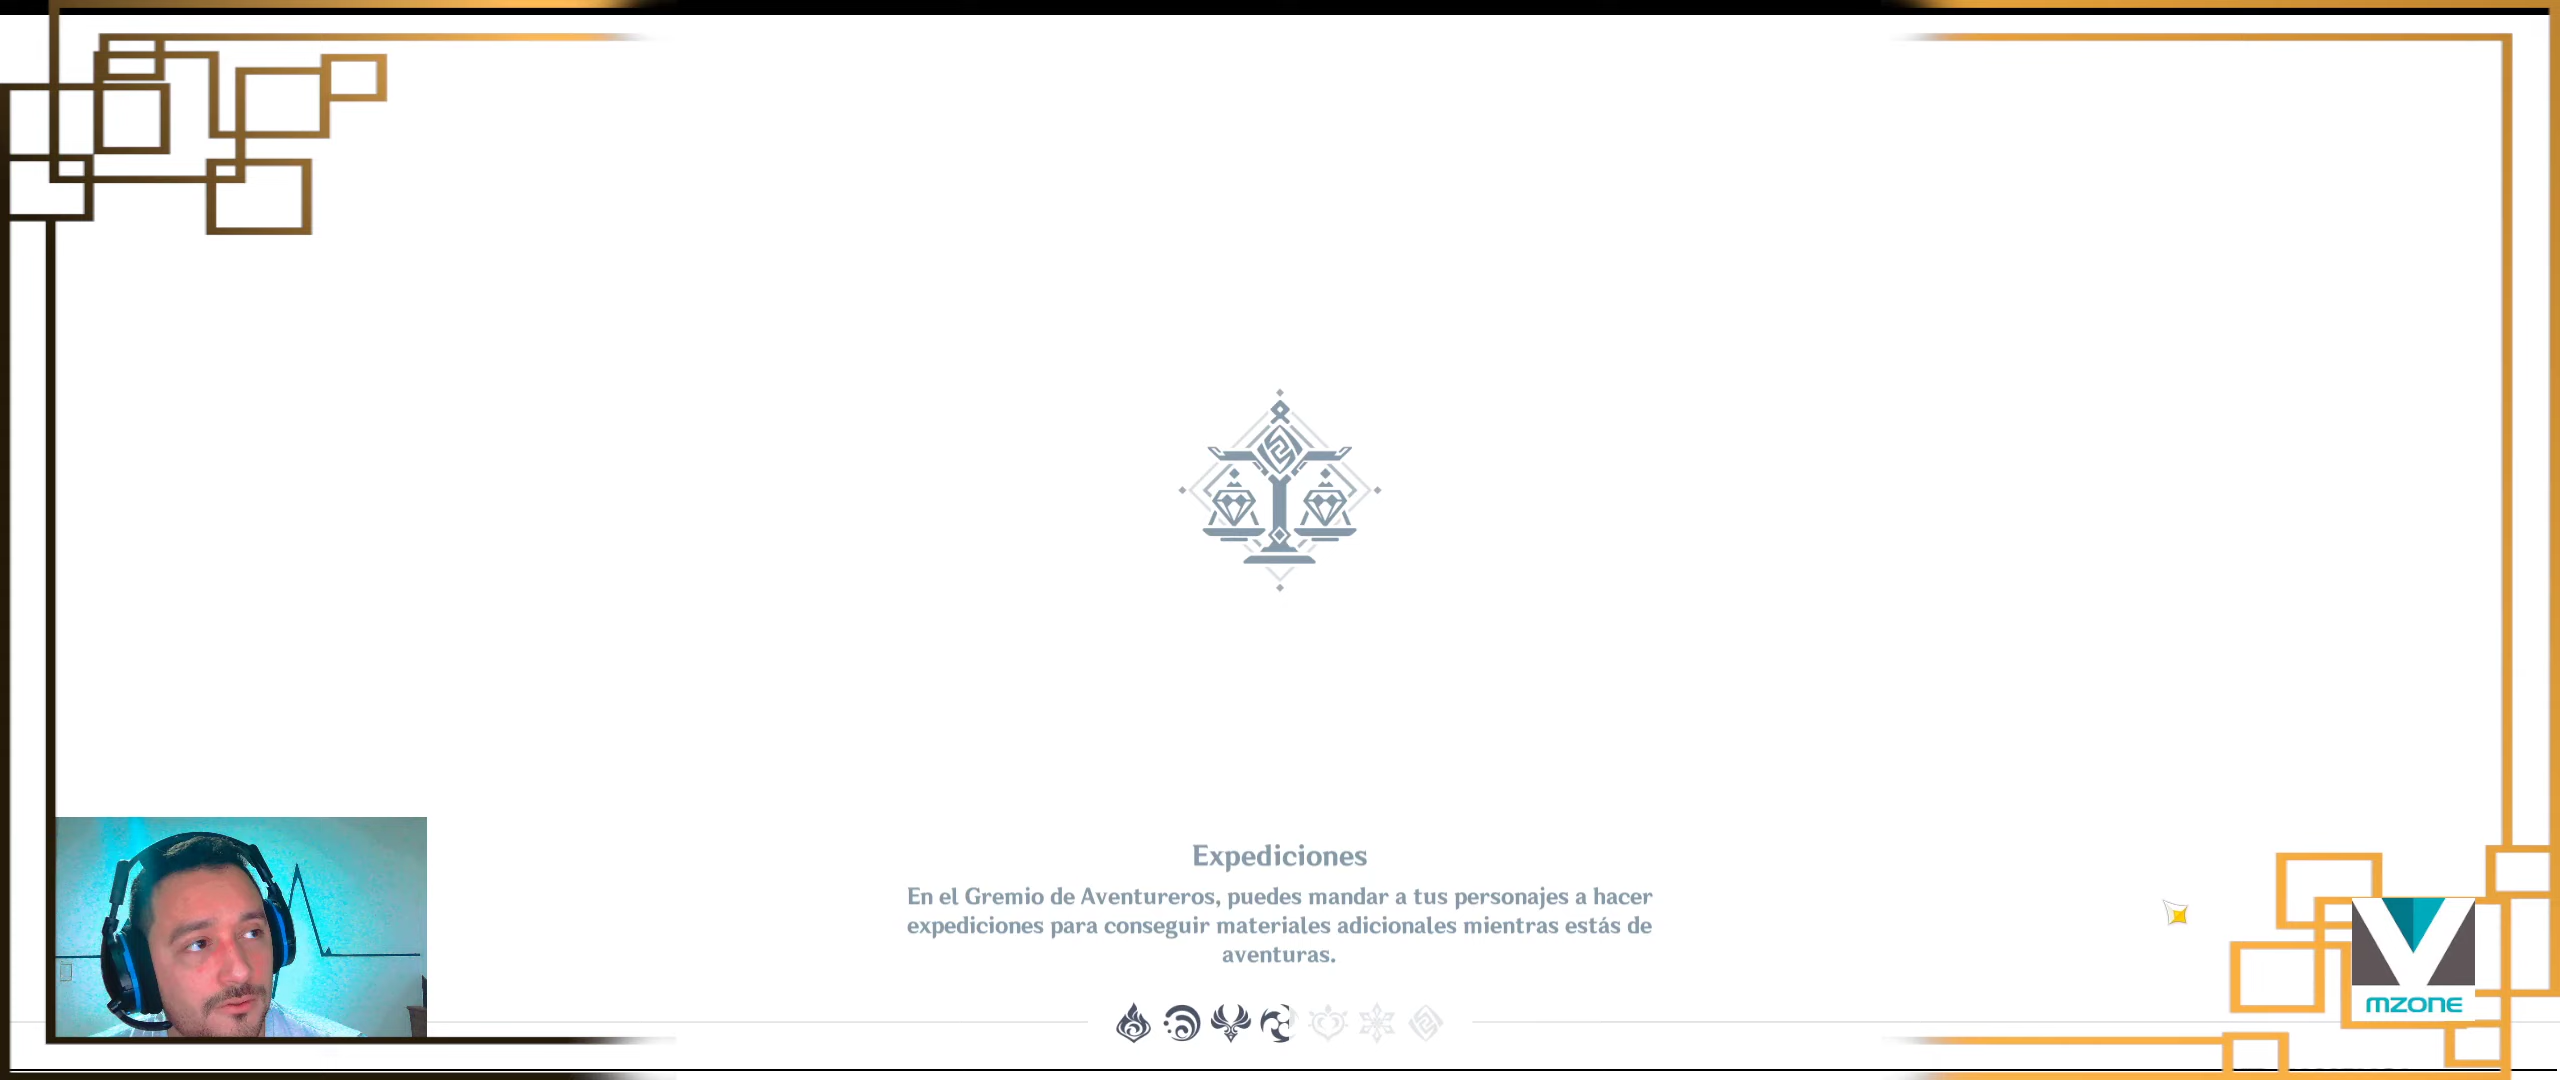 Expediciones
En el Gremio de Aventureros, puedes mandar a tus personajes a hacer
expediciones para conseguir materiales adicionales mientras estás de
aventuras.
MZONE